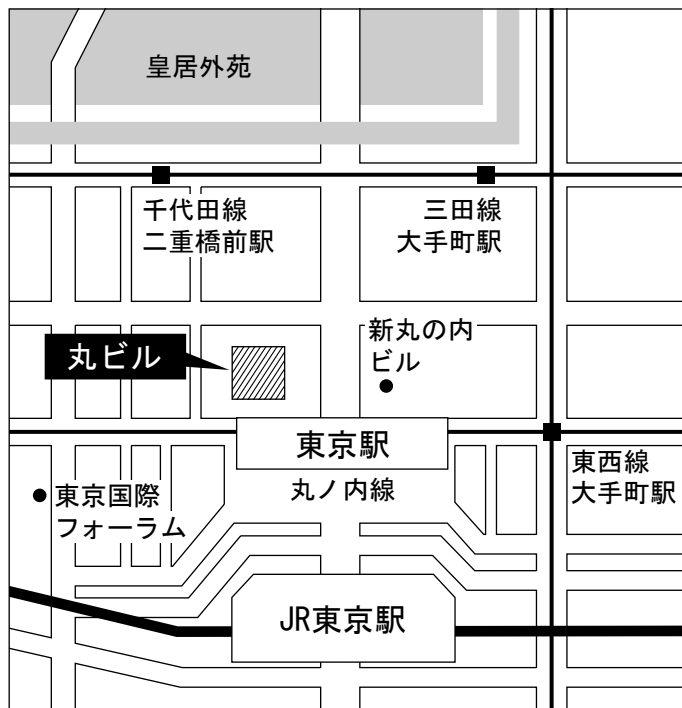 皇居外苑
千代田線
二重橋前駅
三田線
大手町駅
丸ビル
新丸の内
ビル
東京駅
丸ノ内線
東西線
大手町駅
東京国際
フォーラム
JR東京駅